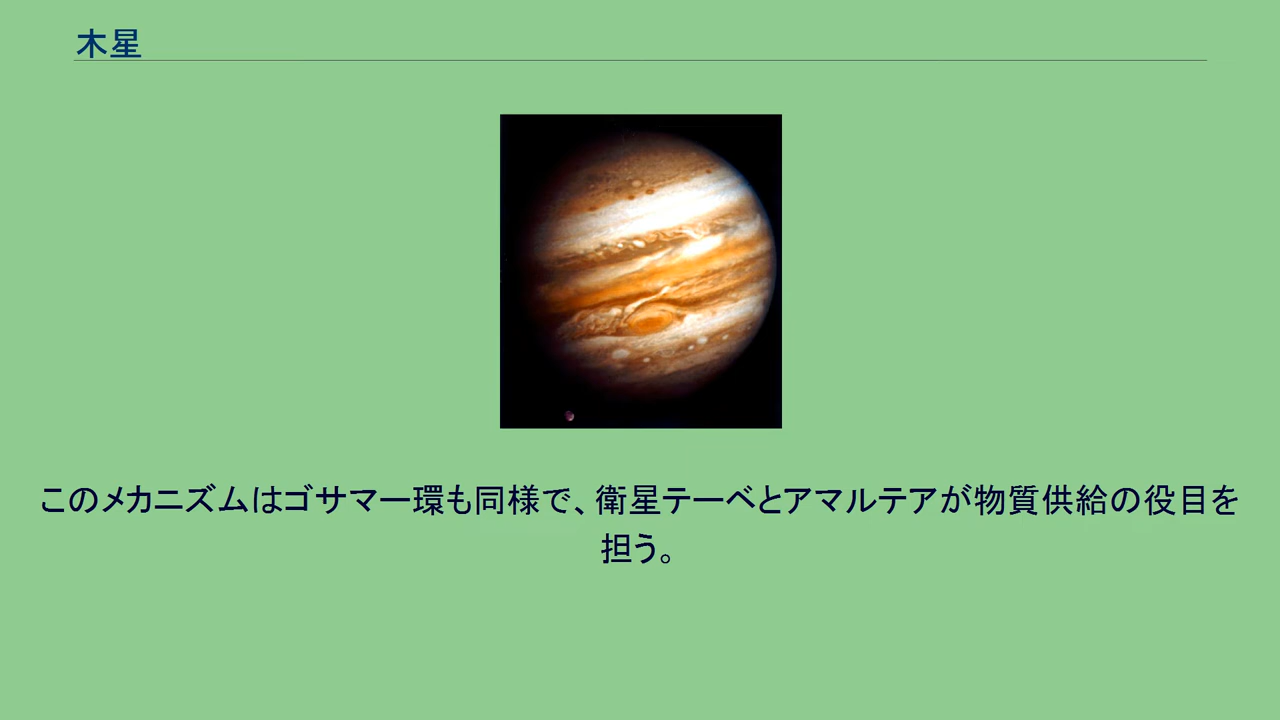 木星
このメカニズムはゴサマー環も同様で、衛星テーベとアマルテアが物質供給の役目を
担う。